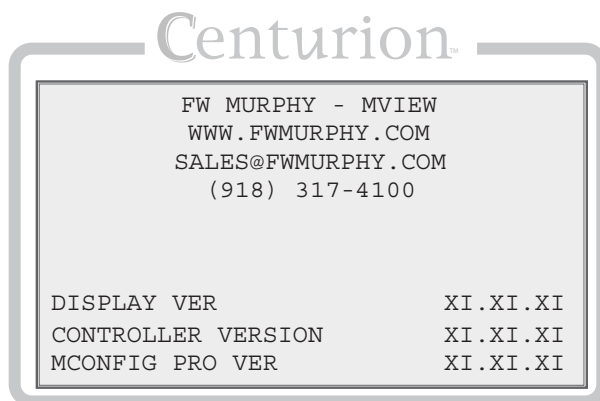 Centurion™
FW MURPHY - MVIEW
WWW.FWMURPHY.COM
SALES@FWMURPHY.COM
(918) 317-4100
DISPLAY VER XI.XI.XI
CONTROLLER VERSION XI.XI.XI
MCONFIG PRO VER XI.XI.XI